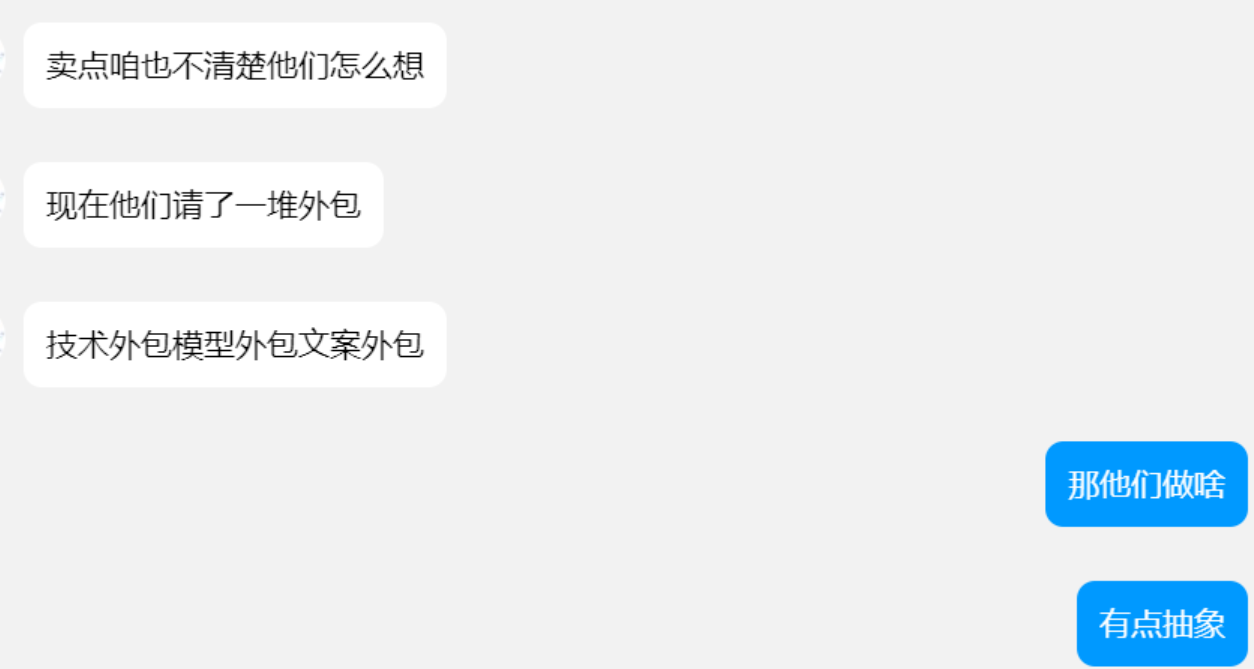 卖点咱也不清楚他们怎么想
现在他们请了一堆外包
技术外包模型外包文案外包
那他们做啥
有点抽象